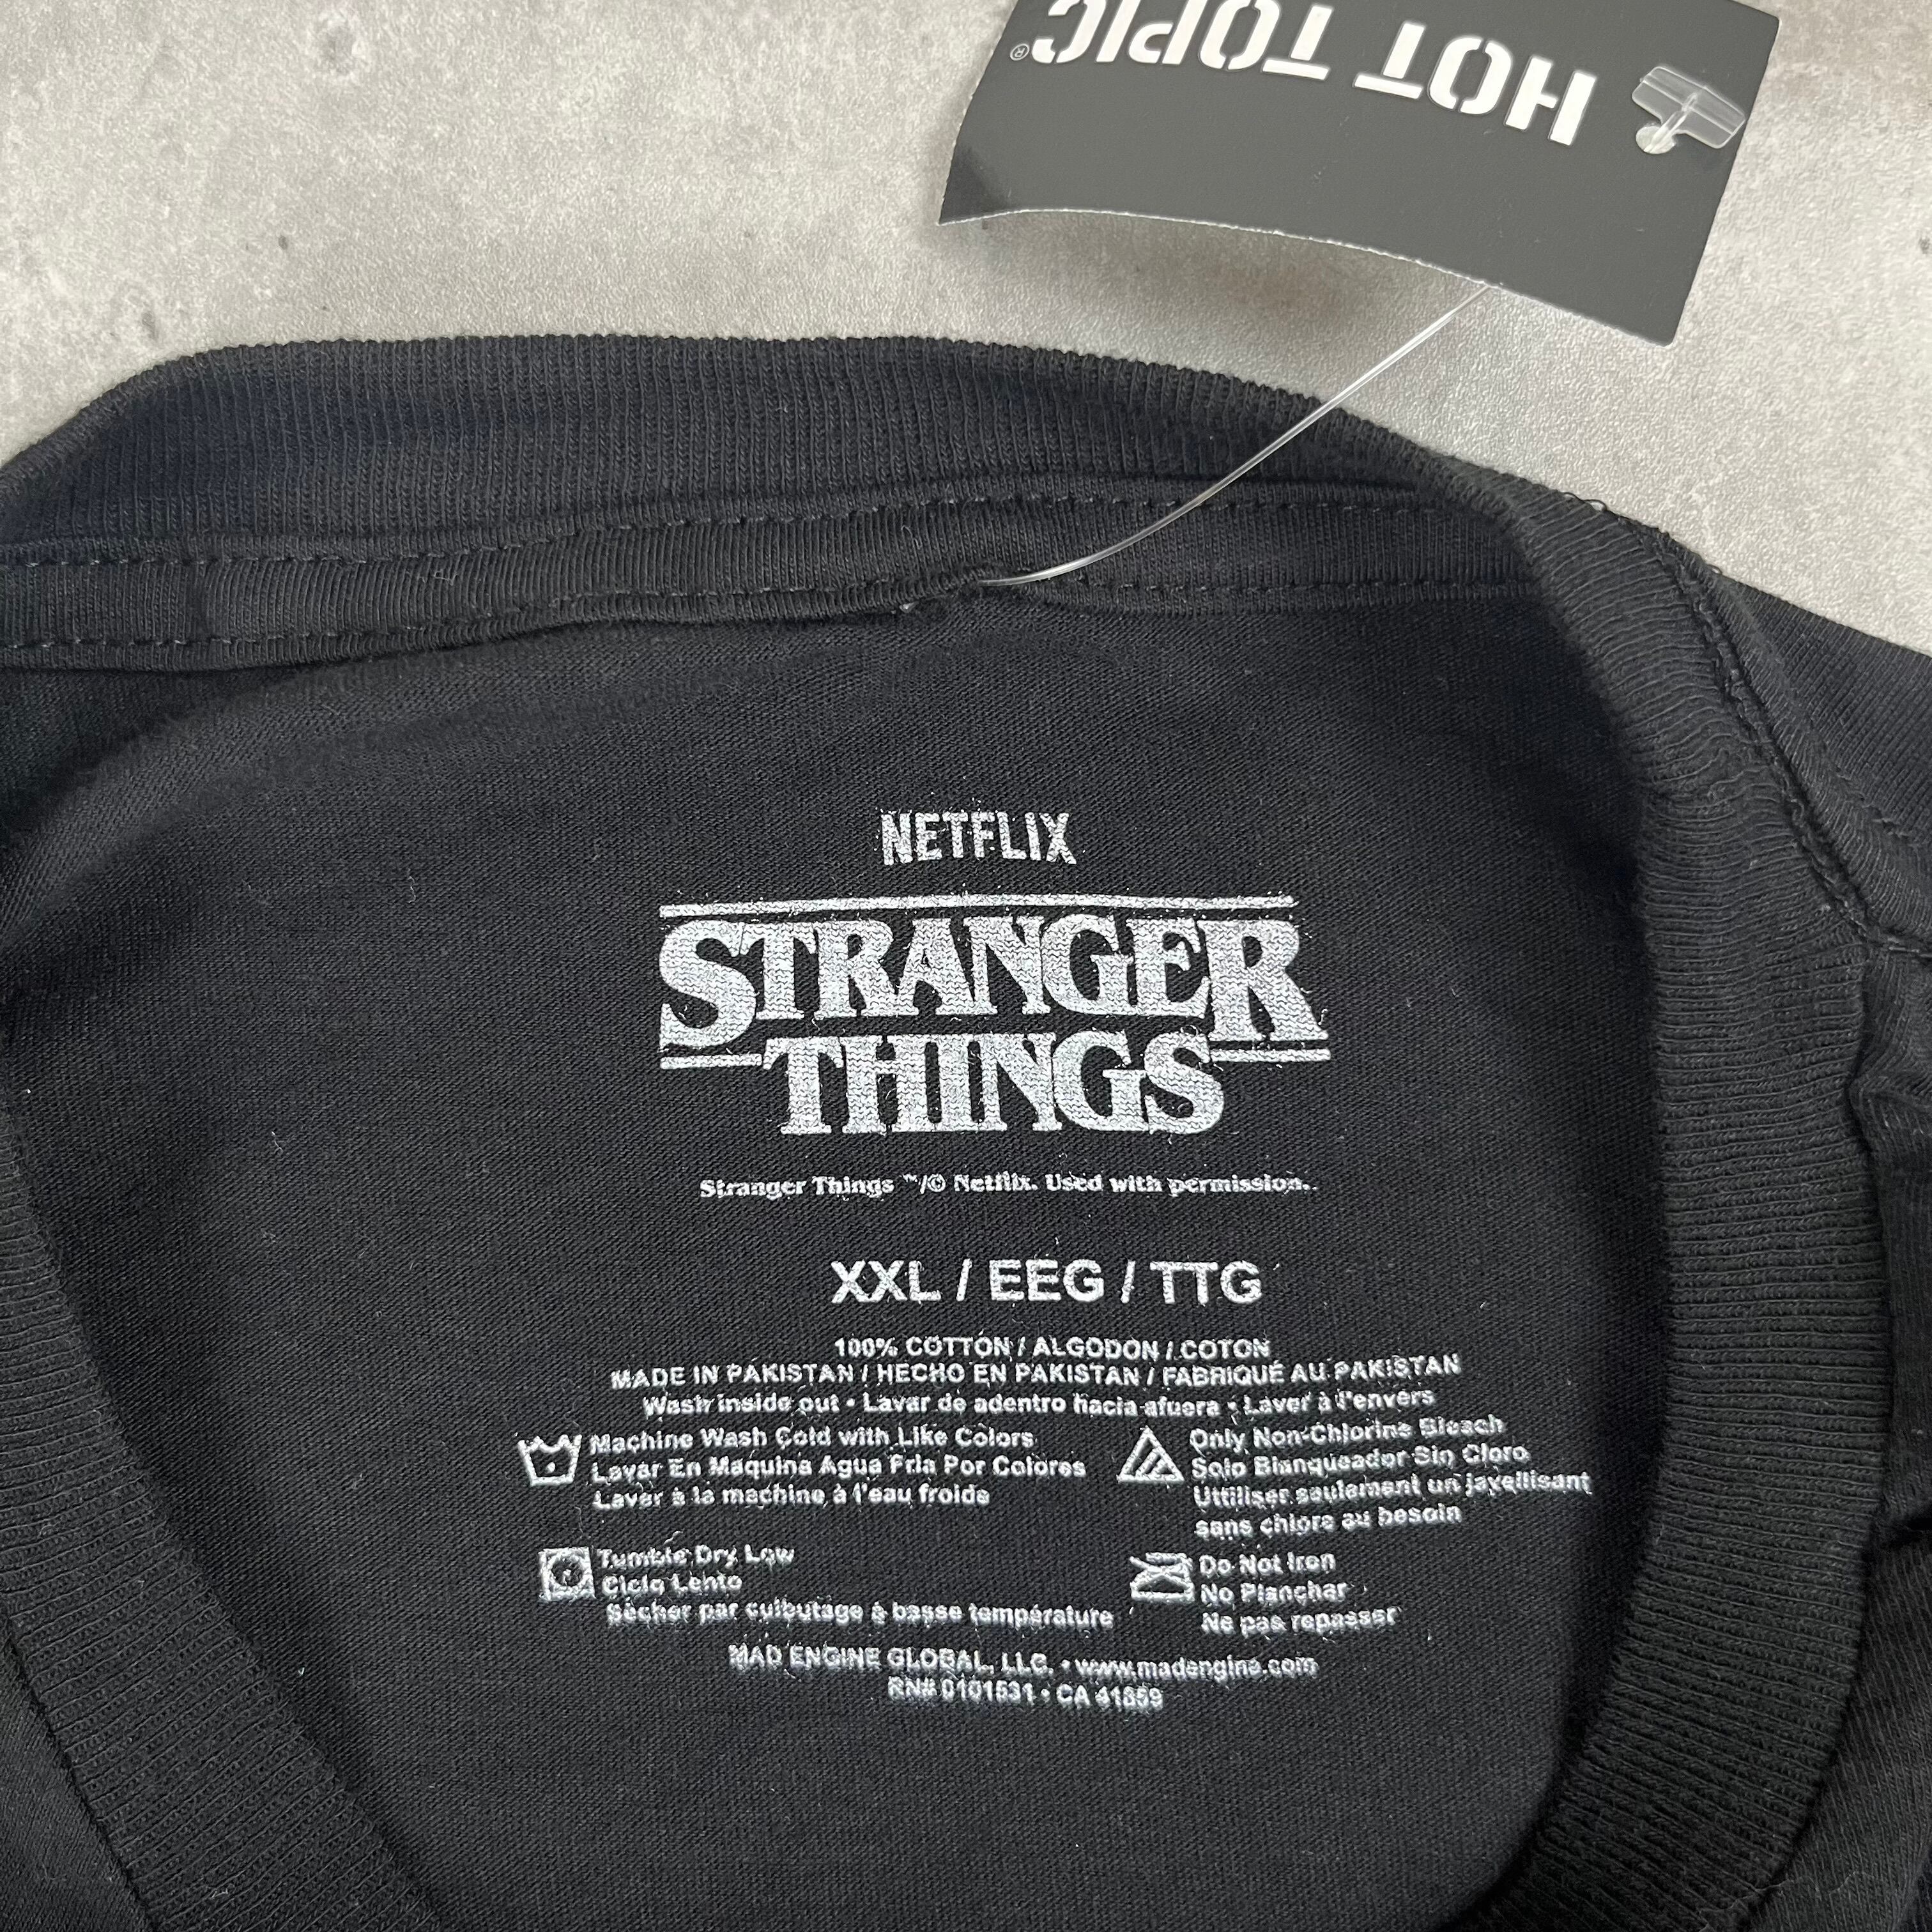 HOT TOPIC®
NETFLIX
STRANGER
THINGS
Stranger Things ™/© Netflix. Used with permission.
XXL / EEG / TTG
100% COTTON / ALGODON / COTON
MADE IN PAKISTAN / HECHO EN PAKISTAN / FABRIQUÉ AU PAKISTAN
Wash inside out • Lavar de adentro hacia afuera • Laver à l'envers
Machine Wash Cold with Like Colors
Lavar En Maquina Agua Fria Por Colores
Laver à la machine à l'eau froide
Only Non-Chlorine Bleach
Solo Blanqueador Sin Cloro
Uttiliser seulement un javellisant
sans chlore au besoin
Tumble Dry Low
Ciclo Lento
Sècher par culbutage à basse température
Do Not Iron
No Planchar
Ne pas repasser
MAD ENGINE GLOBAL, LLC. • www.madengine.com
RN# 0101531 • CA 41859